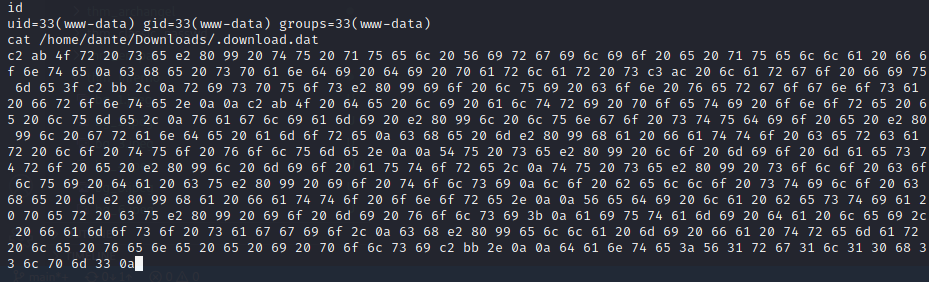 id
uid=33(www-data) gid=33(www-data) groups=33(www-data)
cat /home/dante/Downloads/.download.dat
c2 ab 4f 72 20 73 65 e2 80 99 20 74 75 20 71 75 65 6c 20 56 69 72 67 69 6c 69 6f 20 65 20 71 75 65 6c 6c 61 20 66 6
f 6e 74 65 0a 63 68 65 20 73 70 61 6e 64 69 20 64 69 20 70 61 72 6c 61 72 20 73 c3 ac 20 6c 61 72 67 6f 20 66 69 75
 6d 65 3f c2 bb 2c 0a 72 69 73 70 75 6f 73 e2 80 99 69 6f 20 6c 75 69 20 63 6f 6e 20 76 65 72 67 6f 67 6e 6f 73 61
 20 66 72 6f 6e 74 65 2e 0a 0a c2 ab 4f 20 64 65 20 6c 69 20 61 6c 74 72 69 20 70 6f 65 74 69 20 6f 6e 6f 72 65 20 6
5 20 6c 75 6d 65 2c 0a 76 61 67 6c 69 61 6d 69 20 e2 80 99 6c 20 6c 75 6e 67 6f 20 73 74 75 64 69 6f 20 65 20 e2 80
 99 6c 20 67 72 61 6e 64 65 20 61 6d 6f 72 65 0a 63 68 65 20 6d e2 80 99 68 61 20 66 61 74 74 6f 20 63 65 72 63 61
72 20 6c 6f 20 74 75 6f 20 76 6f 6c 75 6d 65 2e 0a 0a 54 75 20 73 65 e2 80 99 20 6c 6f 20 6d 69 6f 20 6d 61 65 73 7
4 72 6f 20 65 20 e2 80 99 6c 20 6d 69 6f 20 61 75 74 6f 72 65 2c 0a 74 75 20 73 65 e2 80 99 20 73 6f 6c 6f 20 63 6f
 6c 75 69 20 64 61 20 63 75 e2 80 99 20 69 6f 20 74 6f 6c 73 69 0a 6c 6f 20 62 65 6c 6c 6f 20 73 74 69 6c 6f 20 63
68 65 20 6d e2 80 99 68 61 20 66 61 74 74 6f 20 6f 6e 6f 72 65 2e 0a 0a 56 65 64 69 20 6c 61 20 62 65 73 74 69 61 2
0 70 65 72 20 63 75 e2 80 99 20 69 6f 20 6d 69 20 76 6f 6c 73 69 3b 0a 61 69 75 74 61 6d 69 20 64 61 20 6c 65 69 2c
 20 66 61 6d 6f 73 6f 20 73 61 67 67 69 6f 2c 0a 63 68 e2 80 99 65 6c 6c 61 20 6d 69 20 66 61 20 74 72 65 6d 61 72
 20 6c 65 20 76 65 6e 65 20 65 20 69 20 70 6f 6c 73 69 c2 bb 2e 0a 0a 64 61 6e 74 65 3a 56 31 72 67 31 6c 31 30 68 3
3 6c 70 6d 33 0a